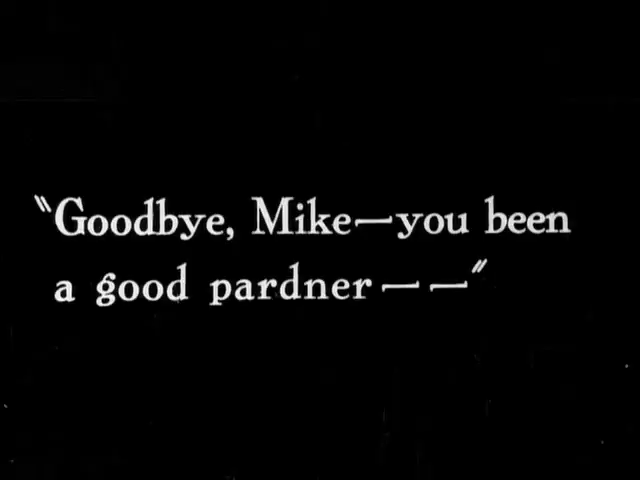 "Goodbye, Mike—you been
a good pardner — —"